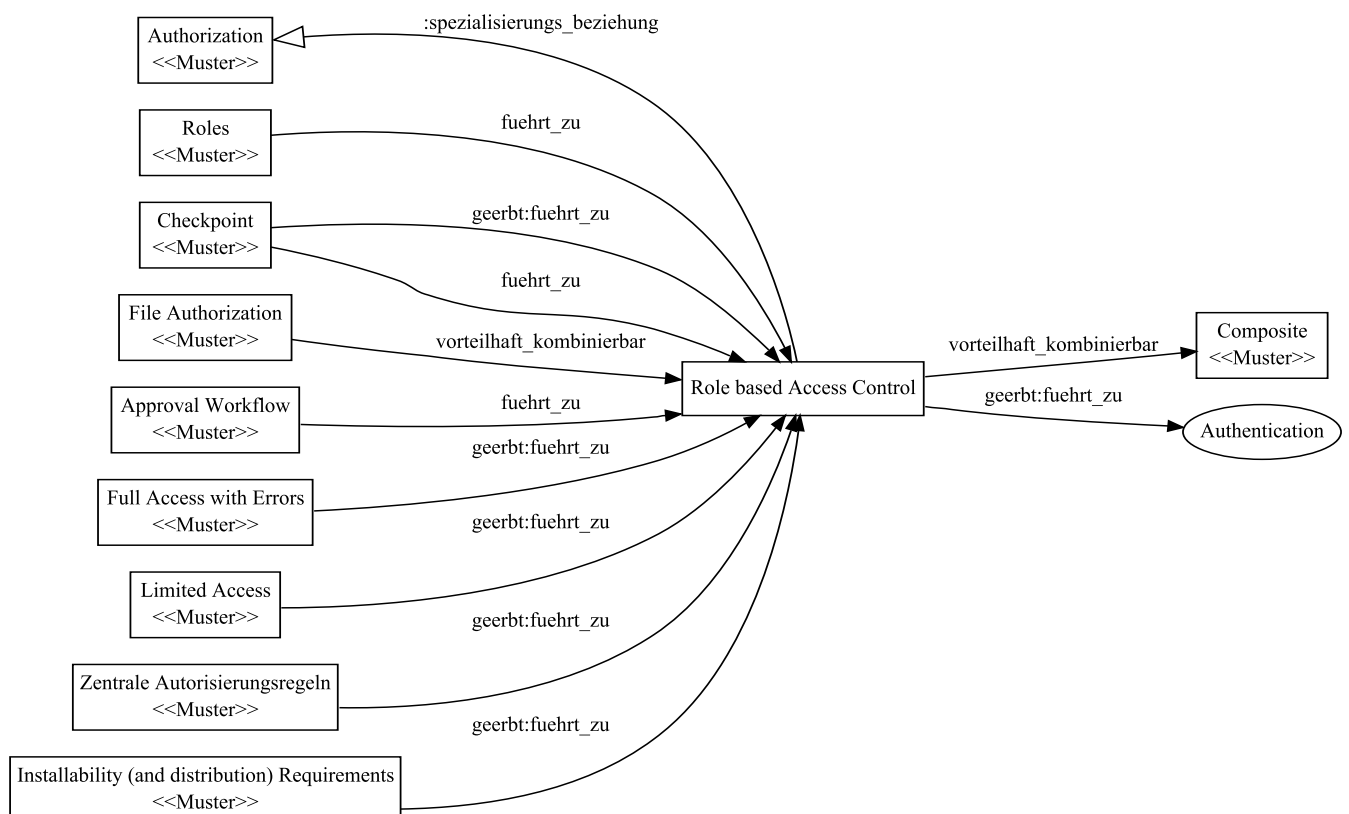 :spezialisierungs_beziehung
Authorization
<<Muster>>
Roles
<<Muster>>
fuehrt_zu
Checkpoint
<<Muster>>
geerbt:fuehrt_zu
fuehrt_zu
File Authorization
<<Muster>>
vorteilhaft_kombinierbar
Approval Workflow
<<Muster>>
fuehrt_zu
Full Access with Errors
<<Muster>>
geerbt:fuehrt_zu
Limited Access
<<Muster>>
geerbt:fuehrt_zu
Zentrale Autorisierungsregeln
<<Muster>>
geerbt:fuehrt_zu
Installability (and distribution) Requirements
<<Muster>>
geerbt:fuehrt_zu
Role based Access Control
vorteilhaft_kombinierbar
Composite
<<Muster>>
geerbt:fuehrt_zu
Authentication